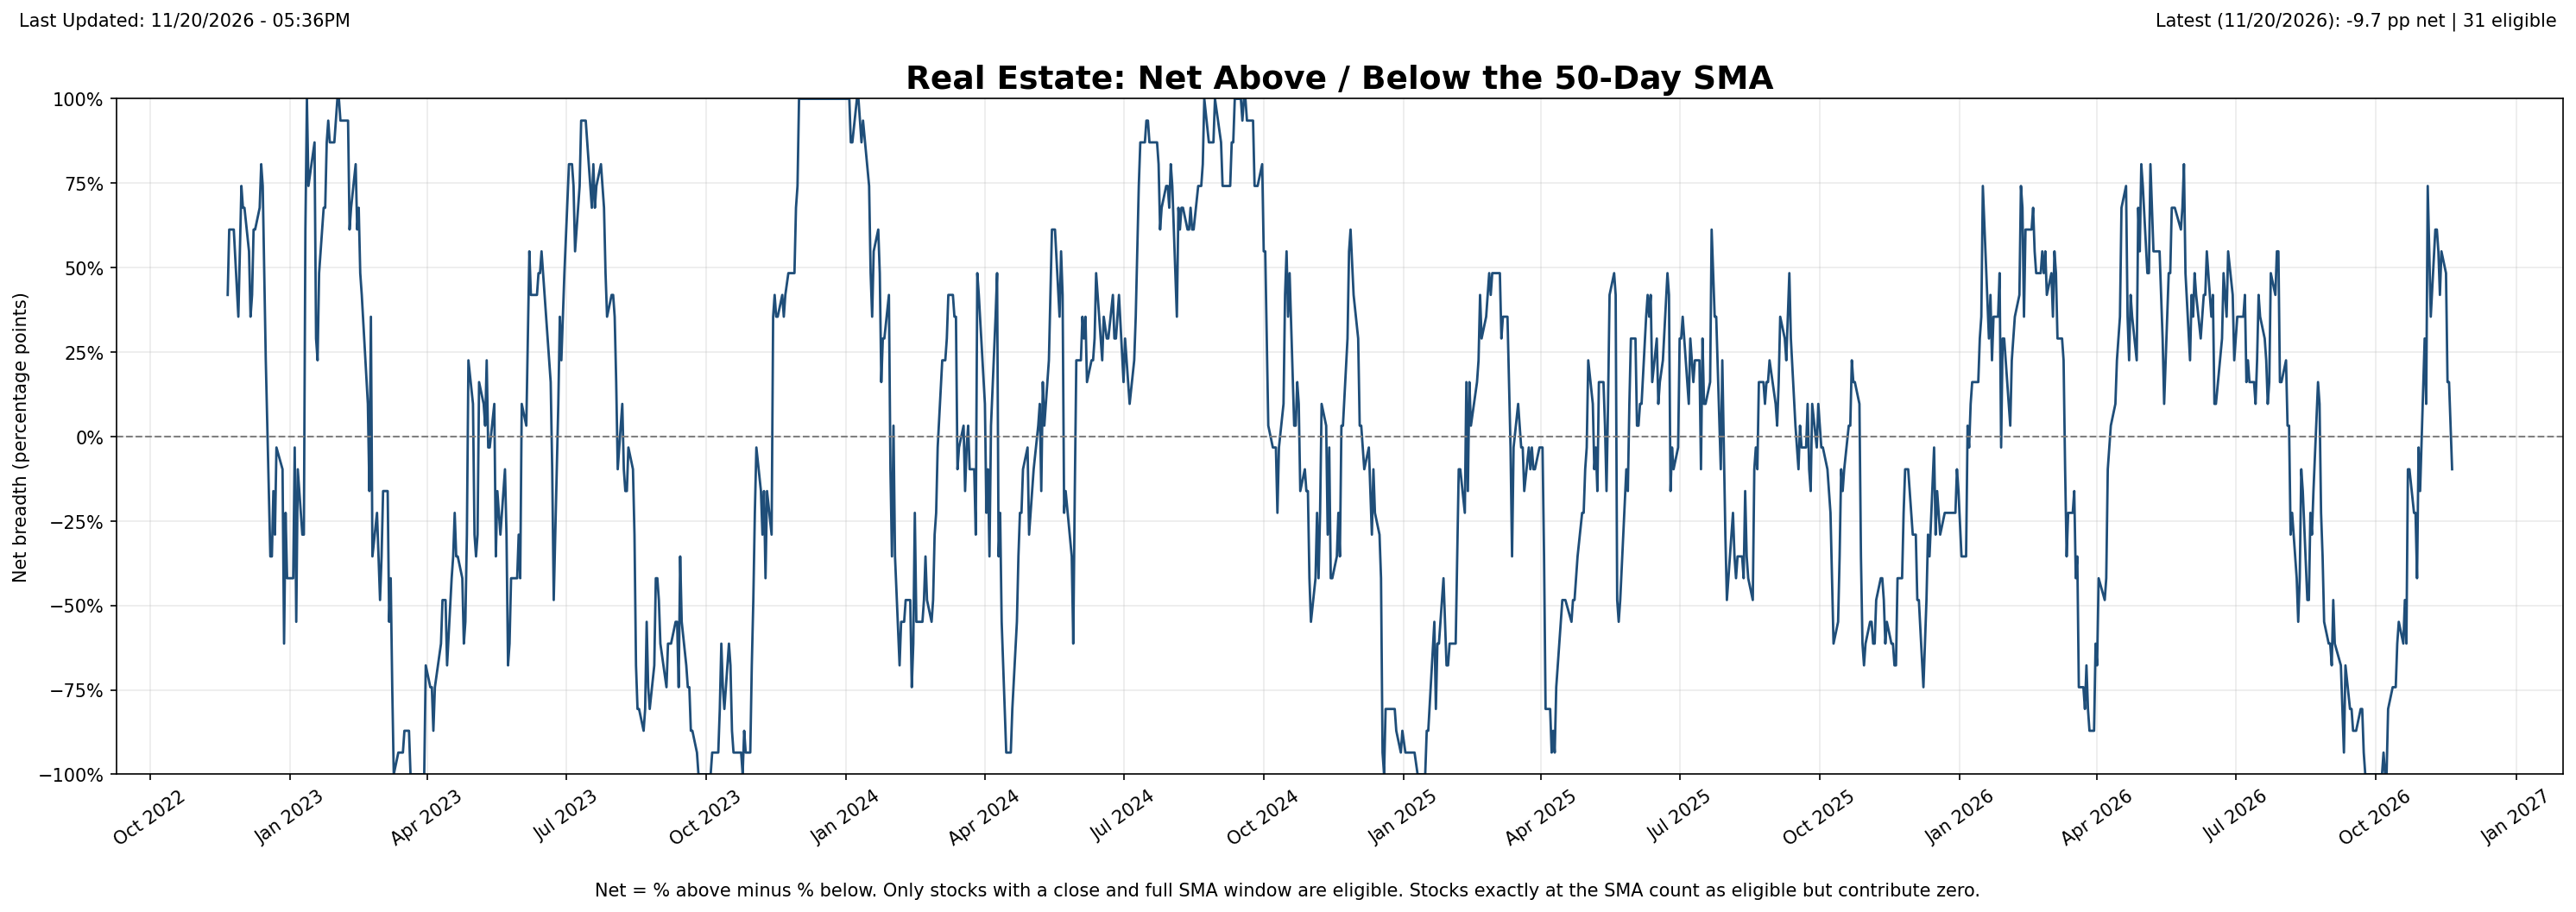 Last Updated: 11/20/2026 - 05:36PM
Latest (11/20/2026): -9.7 pp net | 31 eligible
Real Estate: Net Above / Below the 50-Day SMA
Net breadth (percentage points)
100%
75%
50%
25%
0%
−25%
−50%
−75%
−100%
Oct 2022
Jan 2023
Apr 2023
Jul 2023
Oct 2023
Jan 2024
Apr 2024
Jul 2024
Oct 2024
Jan 2025
Apr 2025
Jul 2025
Oct 2025
Jan 2026
Apr 2026
Jul 2026
Oct 2026
Jan 2027
Net = % above minus % below. Only stocks with a close and full SMA window are eligible. Stocks exactly at the SMA count as eligible but contribute zero.